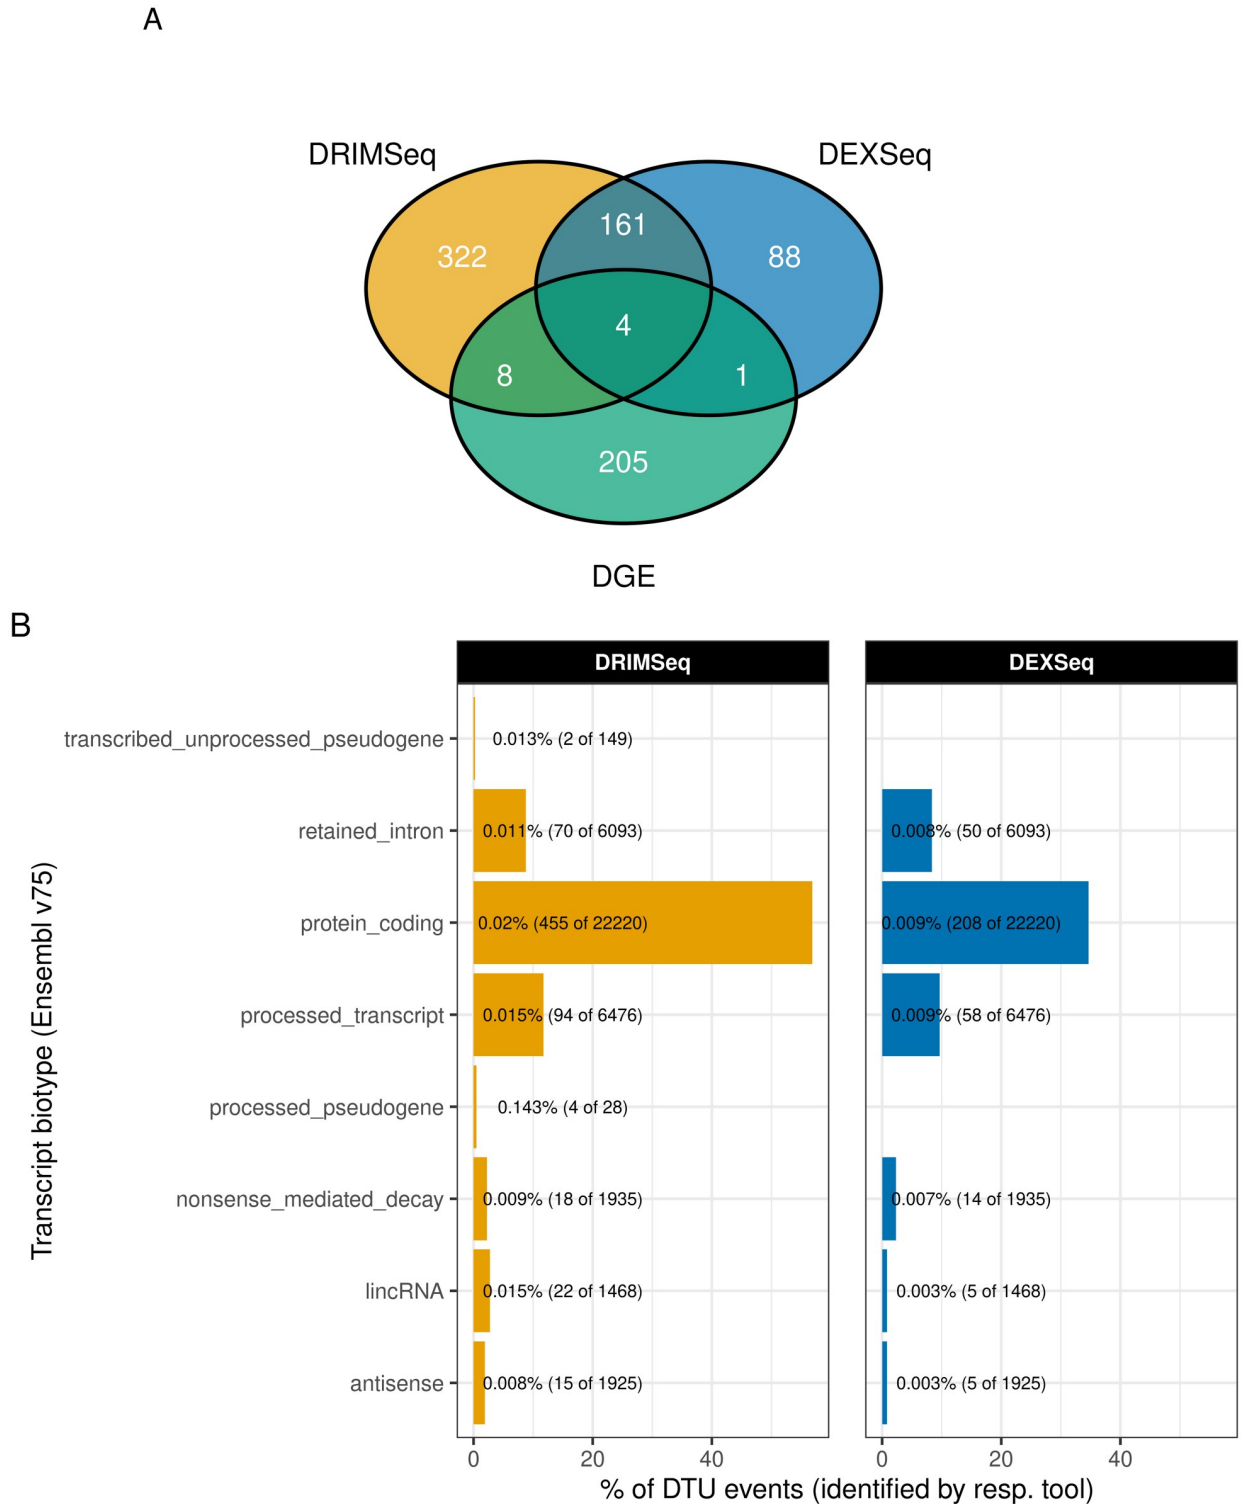 A
DRIMSeq
DEXSeq
161
322
88
4
8
1
205
DGE
B
DRIMSeq
DEXSeq
Transcript biotype (Ensembl v75)
transcribed_unprocessed_pseudogene
0.013% (2 of 149)
retained_intron
0.011% (70 of 6093)
0.008% (50 of 6093)
protein_coding
0.02% (455 of 22220)
0.009% (208 of 22220)
processed_transcript
0.015% (94 of 6476)
0.009% (58 of 6476)
processed_pseudogene
0.143% (4 of 28)
nonsense_mediated_decay
0.009% (18 of 1935)
0.007% (14 of 1935)
lincRNA
0.015% (22 of 1468)
0.003% (5 of 1468)
antisense
0.008% (15 of 1925)
0.003% (5 of 1925)
0 20 40
0 20 40
% of DTU events (identified by resp. tool)